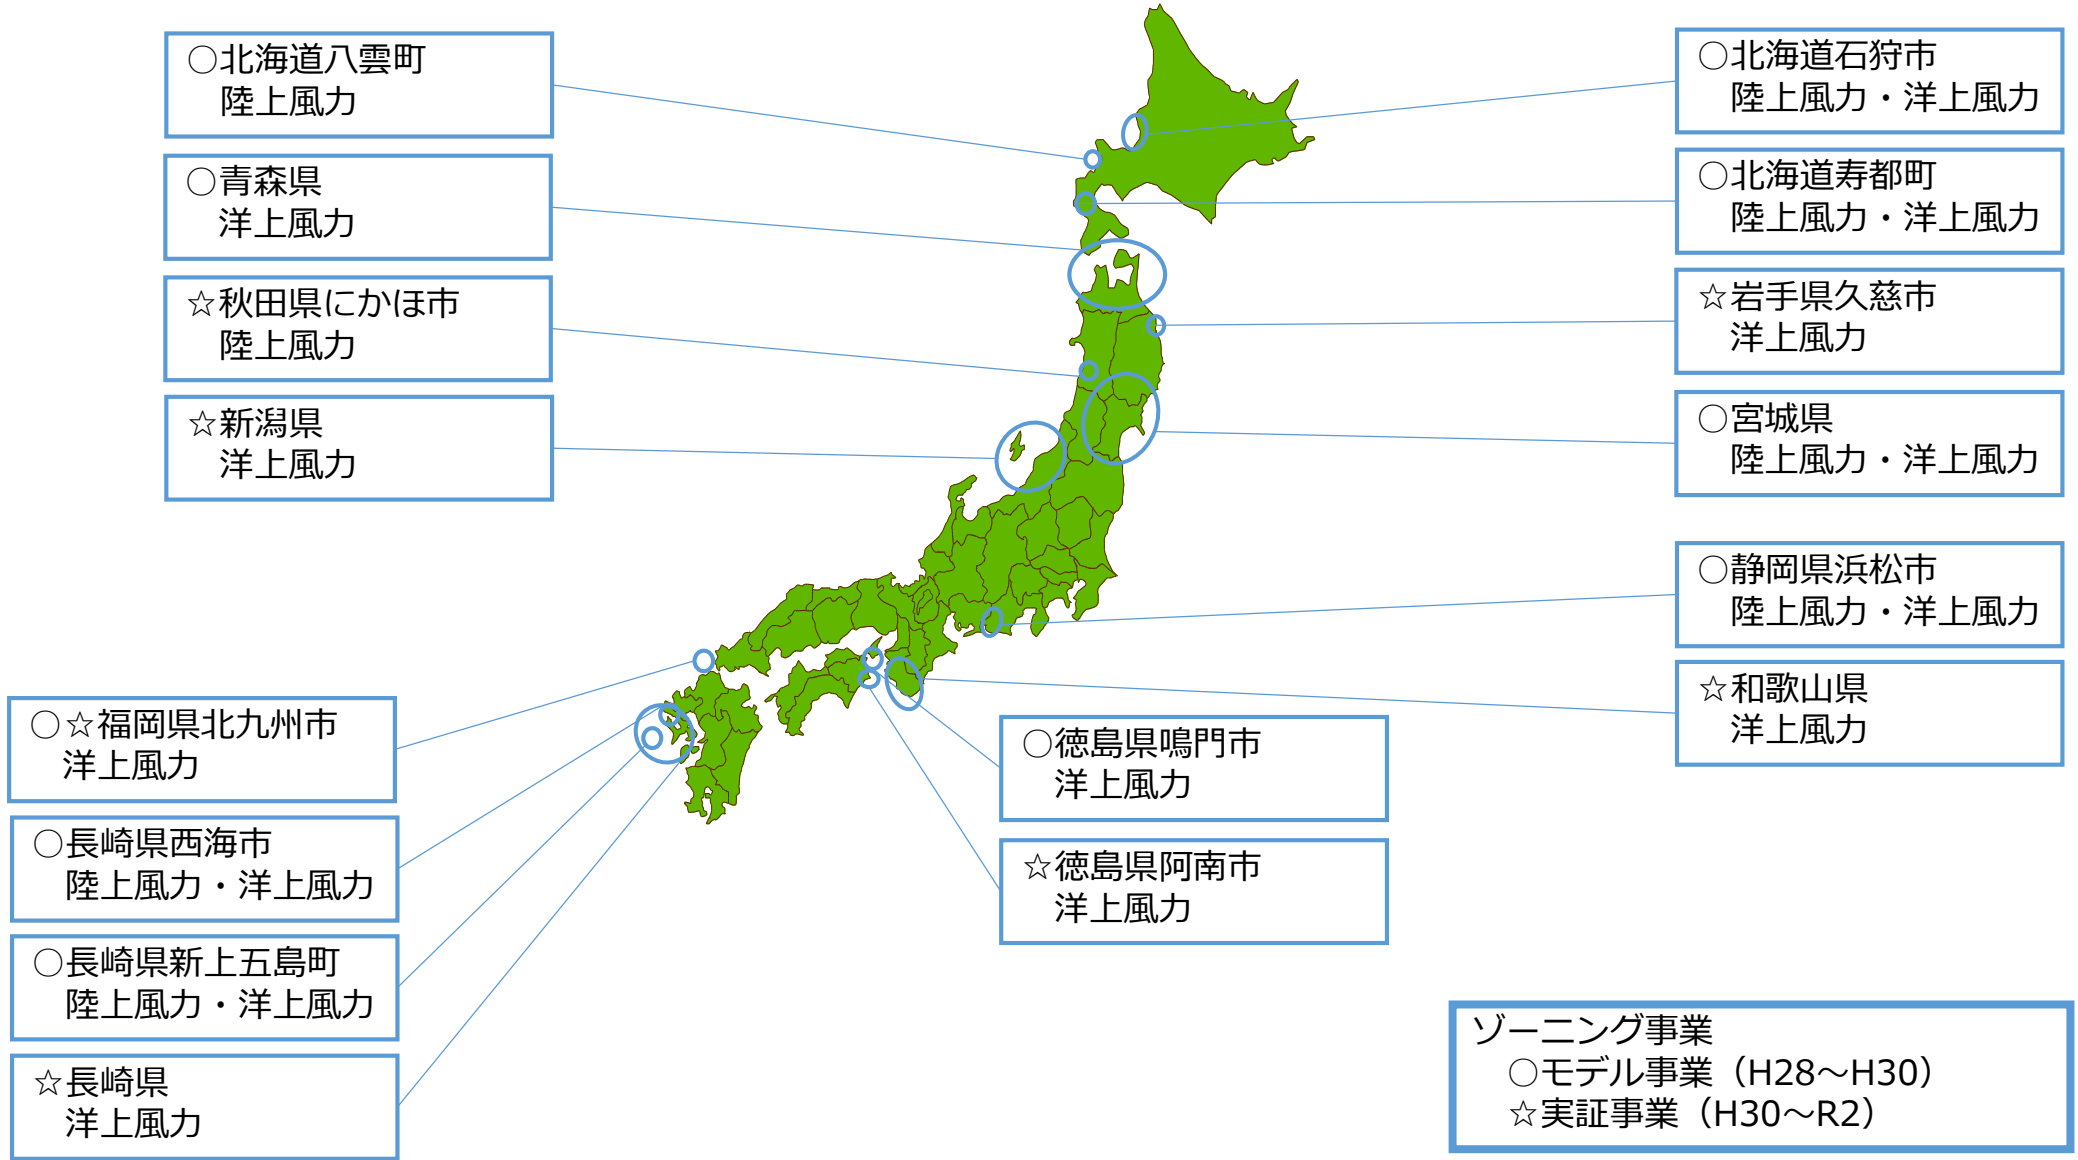 ○北海道八雲町
陸上風力
○青森県
洋上風力
☆秋田県にかほ市
陸上風力
☆新潟県
洋上風力
○北海道石狩市
陸上風力・洋上風力
○北海道寿都町
陸上風力・洋上風力
☆岩手県久慈市
洋上風力
○宮城県
陸上風力・洋上風力
○静岡県浜松市
陸上風力・洋上風力
☆和歌山県
洋上風力
○☆福岡県北九州市
洋上風力
○長崎県西海市
陸上風力・洋上風力
○長崎県新上五島町
陸上風力・洋上風力
☆長崎県
洋上風力
○徳島県鳴門市
洋上風力
☆徳島県阿南市
洋上風力
ゾーニング事業
○モデル事業（H28～H30）
☆実証事業（H30～R2）